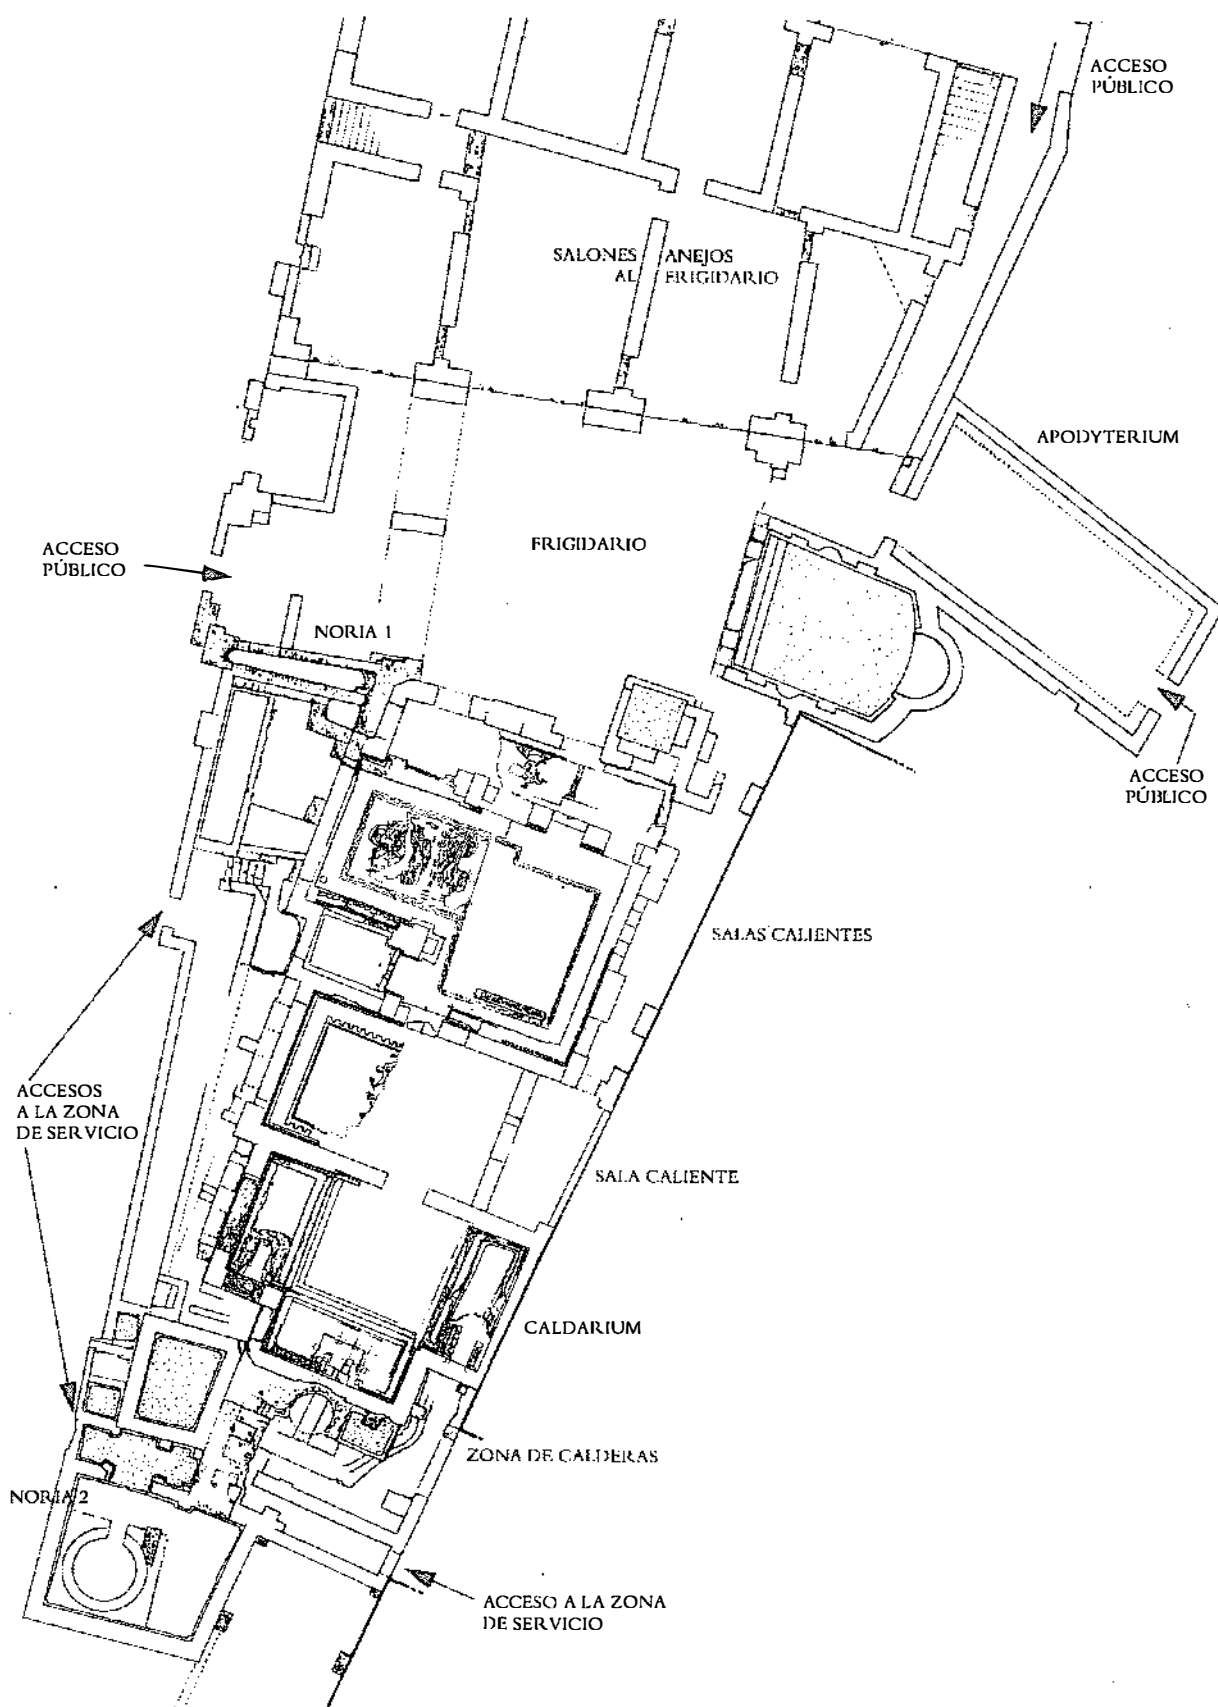 ACCESO
PÚBLICO
SALONES ANEJOS
AL FRIGIDARIO
APODYTERIUM
FRIGIDARIO
ACCESO
PÚBLICO
NORIA 1
ACCESO
PÚBLICO
SALAS CALIENTES
ACCESOS
A LA ZONA
DE SERVICIO
SALA CALIENTE
CALDARIUM
ZONA DE CALDERAS
NORIA 2
ACCESO A LA ZONA
DE SERVICIO